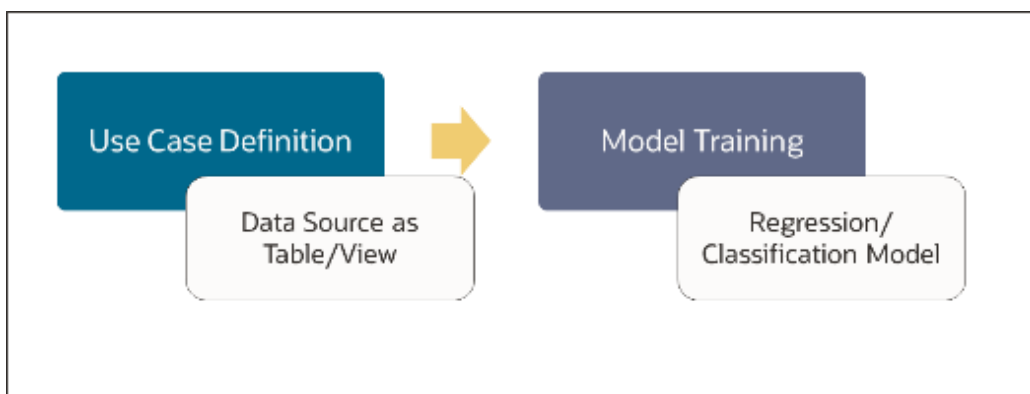 Use Case Definition
Data Source as
Table/View
Model Training
Regression/
Classification Model